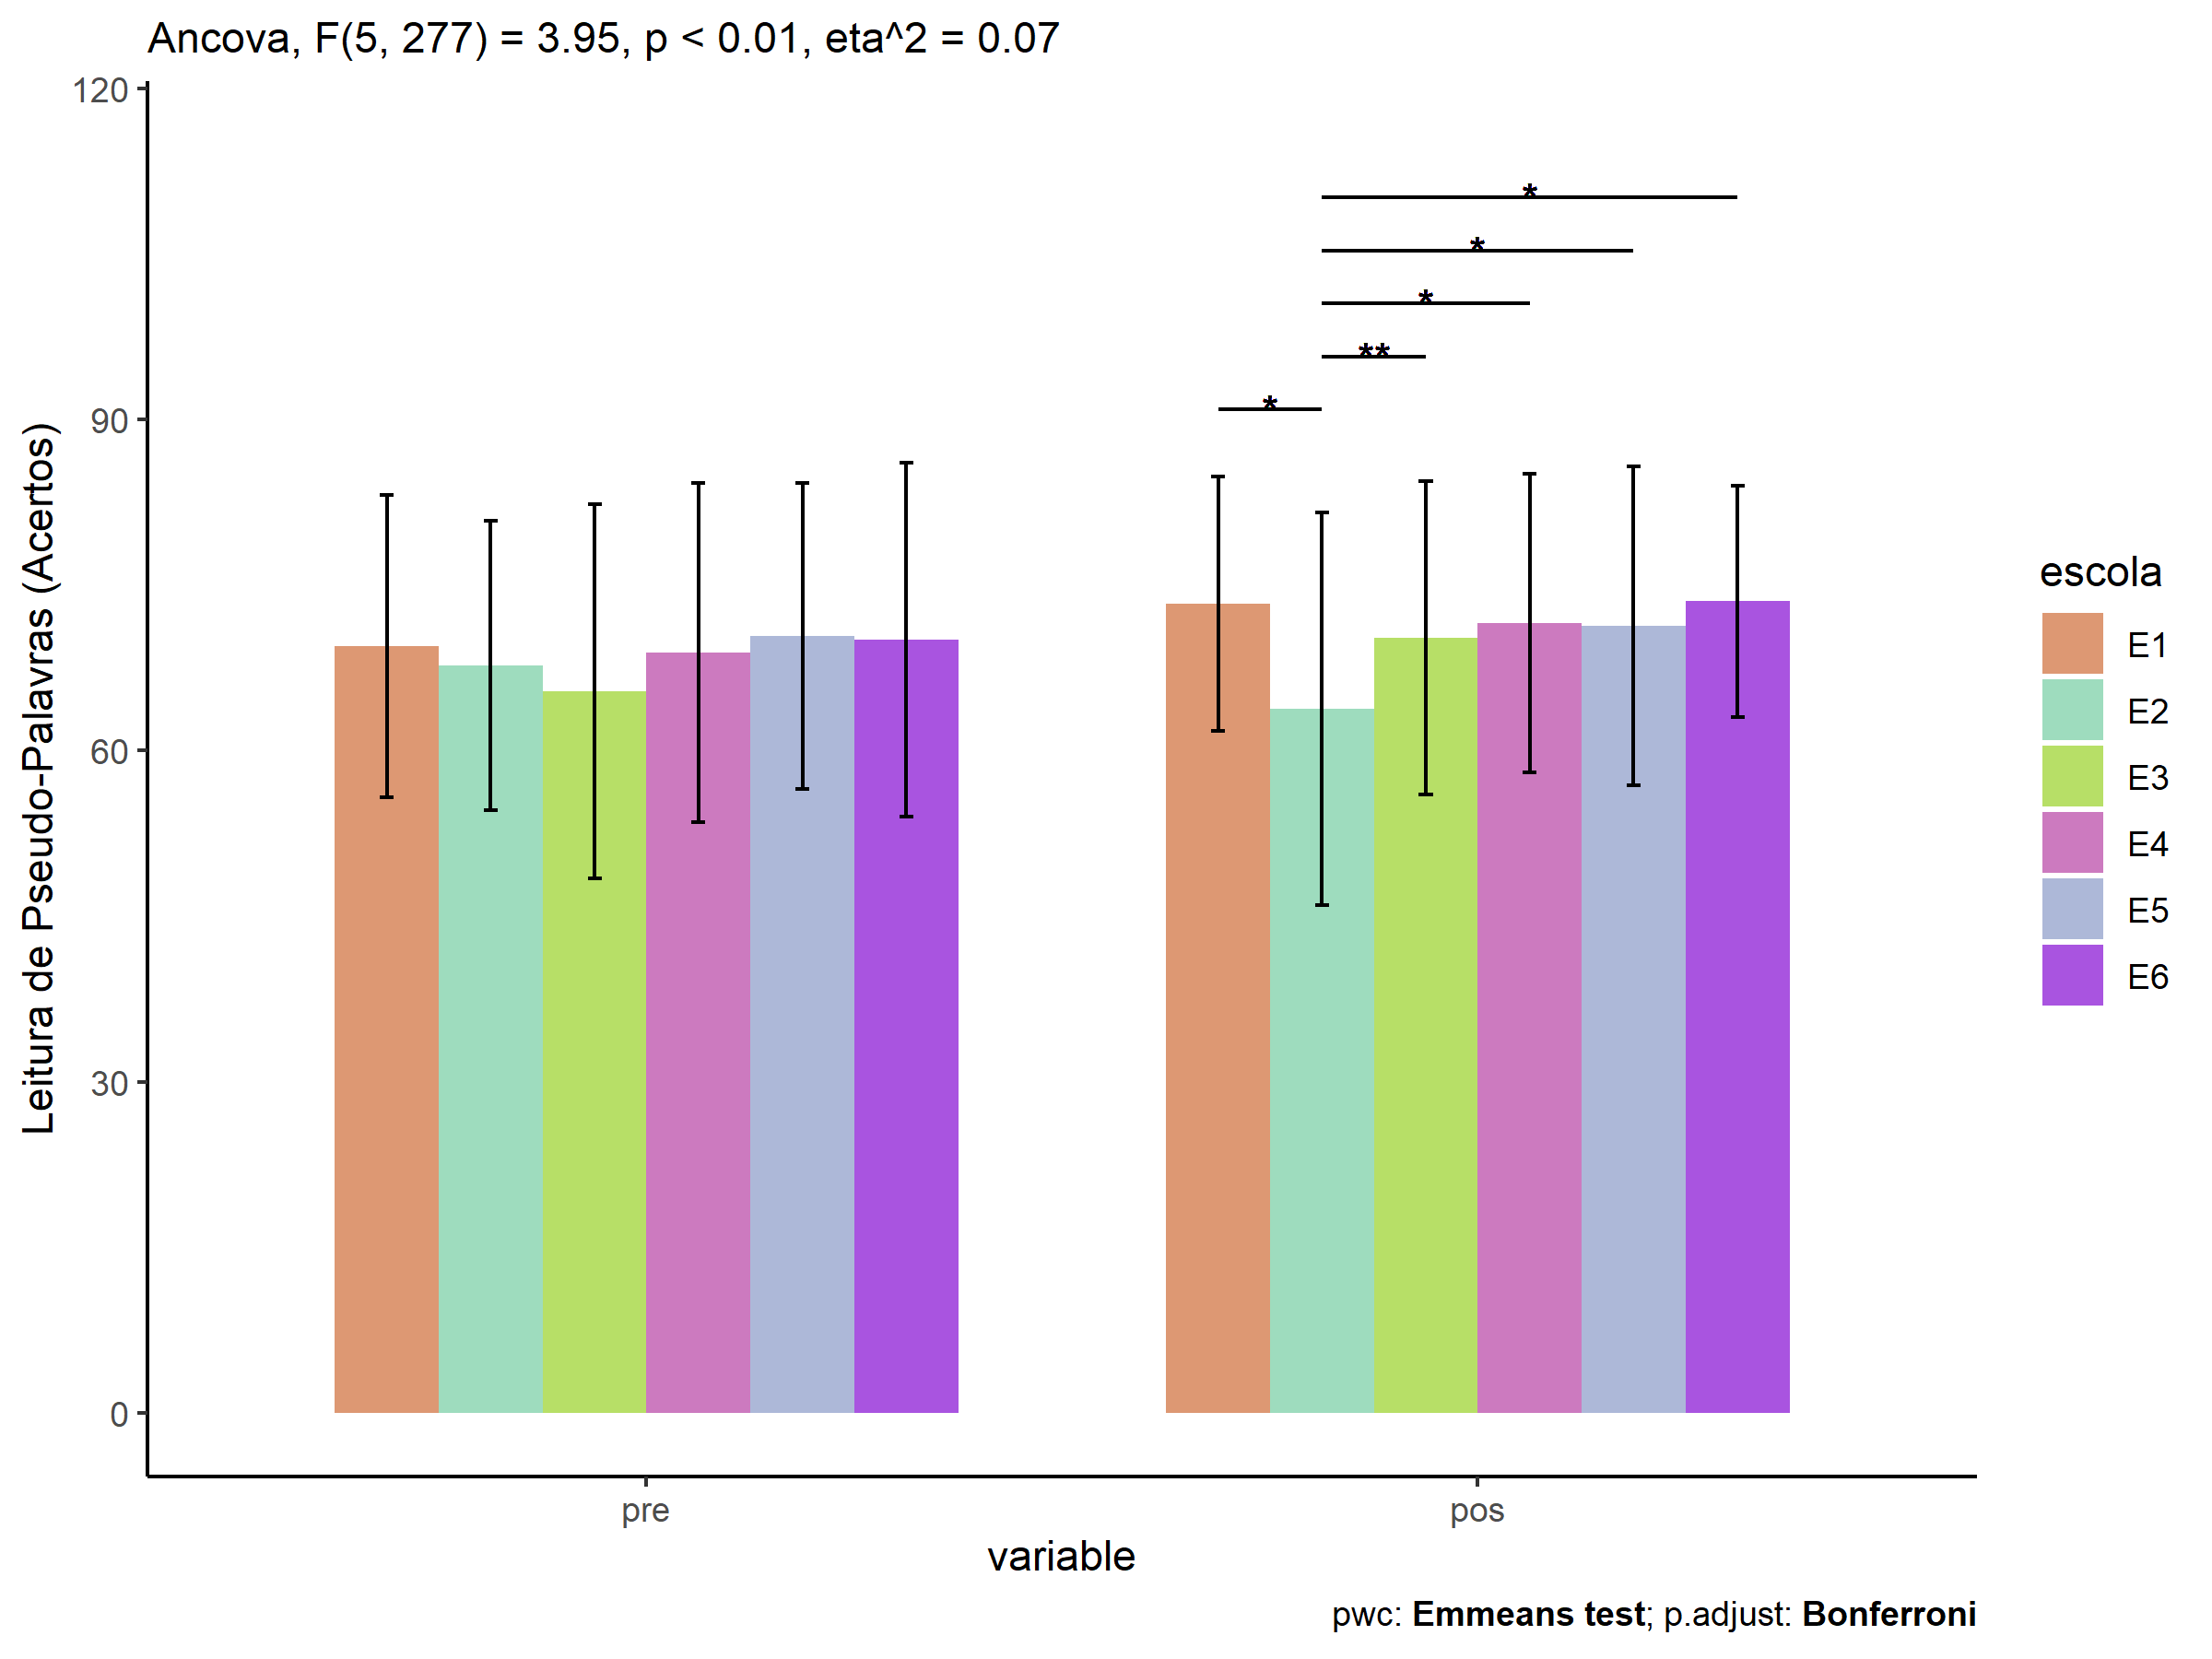 Ancova, F(5, 277) = 3.95, p < 0.01, eta^2 = 0.07
120
90
60
30
0
Leitura de Pseudo-Palavras (Acertos)
*
*
*
**
*
pre
pos
variable
escola
E1
E2
E3
E4
E5
E6
pwc: Emmeans test; p.adjust: Bonferroni